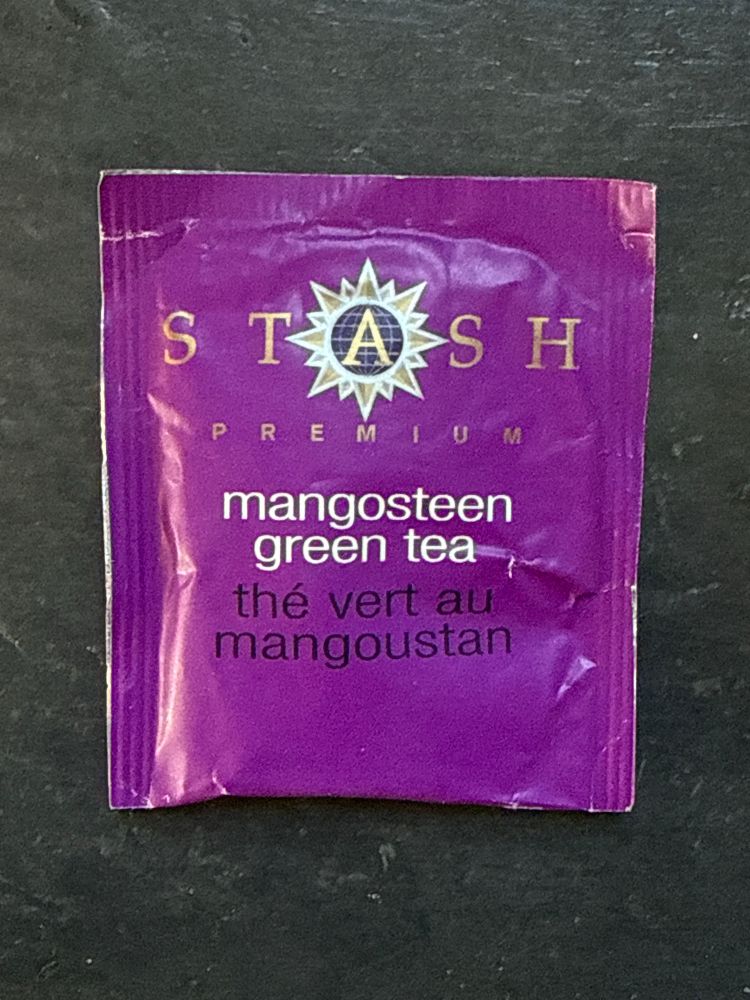 STASH
PREMIUM
mangosteen
green tea
thé vert au
mangoustan